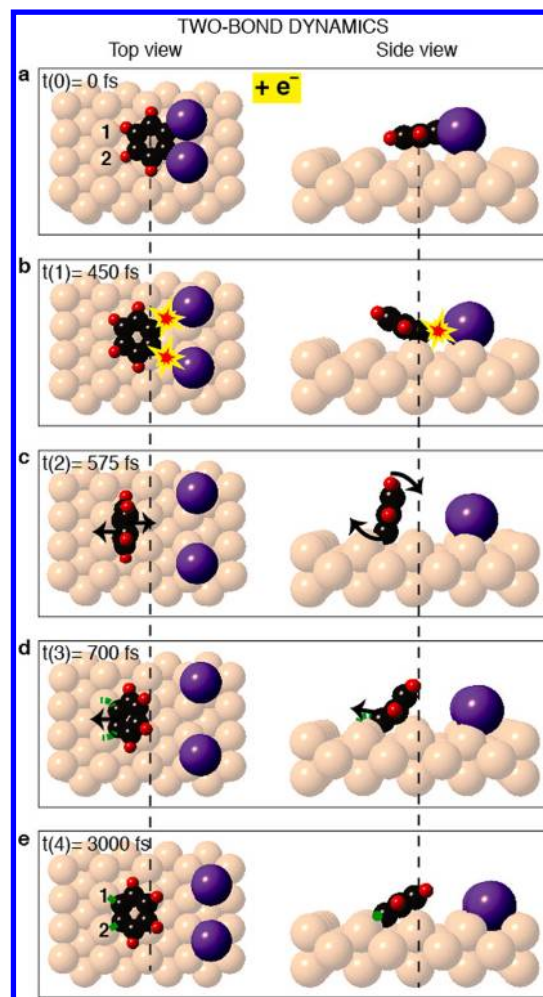 TWO-BOND DYNAMICS
Top view Side view
a t(0)= 0 fs + e⁻
1
2
b t(1)= 450 fs
c t(2)= 575 fs
d t(3)= 700 fs
e t(4)= 3000 fs
1
2